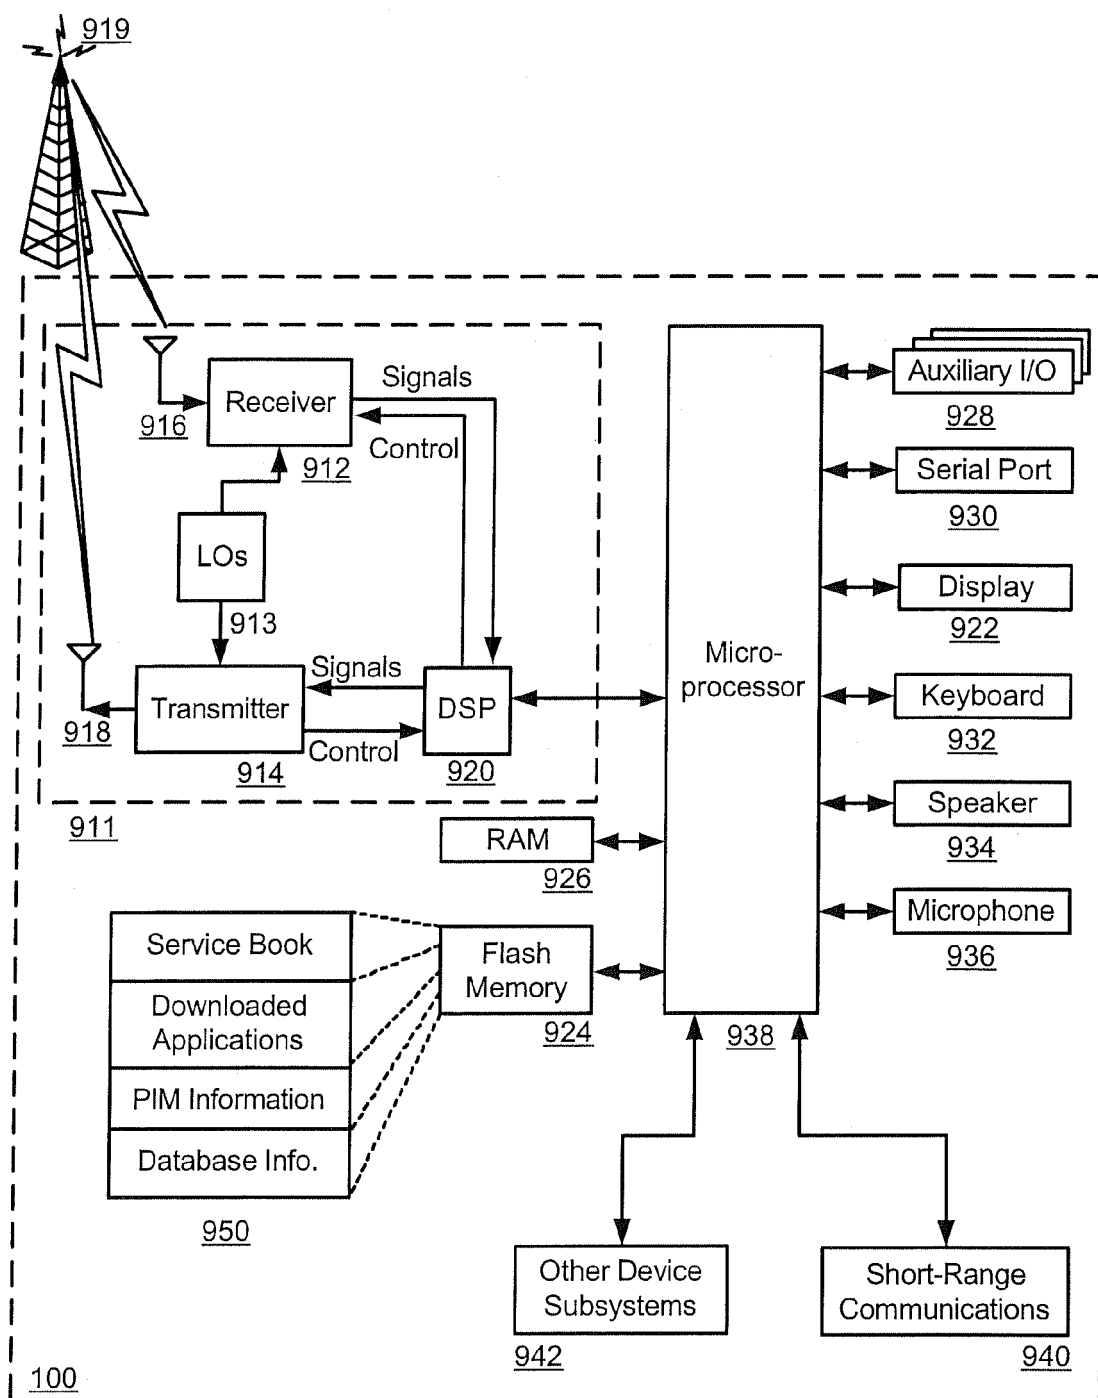 919
Receiver
Signals
Control
916
912
LOs
913
Signals
Transmitter
DSP
Control
918
914
920
911
Micro-
processor
938
Auxiliary I/O
928
Serial Port
930
Display
922
Keyboard
932
Speaker
934
Microphone
936
RAM
926
Flash
Memory
924
Service Book
Downloaded
Applications
PIM Information
Database Info.
950
Other Device
Subsystems
942
Short-Range
Communications
940
100